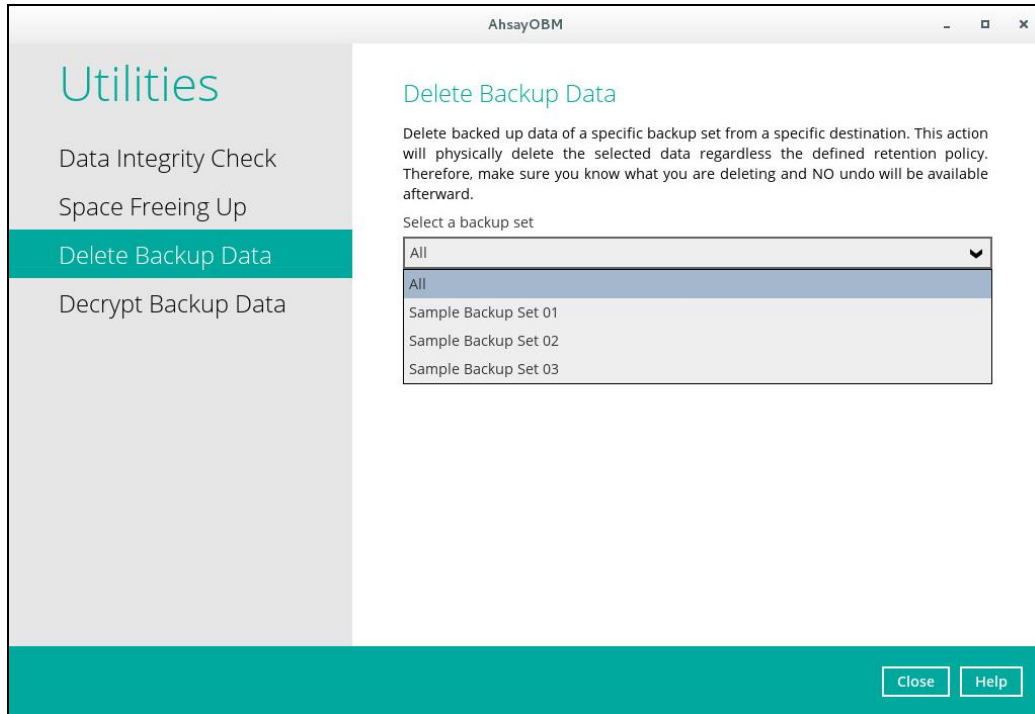 AhsayOBM
Utilities
Data Integrity Check
Space Freeing Up
Delete Backup Data
Decrypt Backup Data
Delete Backup Data
Delete backed up data of a specific backup set from a specific destination. This action
will physically delete the selected data regardless the defined retention policy.
Therefore, make sure you know what you are deleting and NO undo will be available
afterward.
Select a backup set
All
All
Sample Backup Set 01
Sample Backup Set 02
Sample Backup Set 03
Close
Help